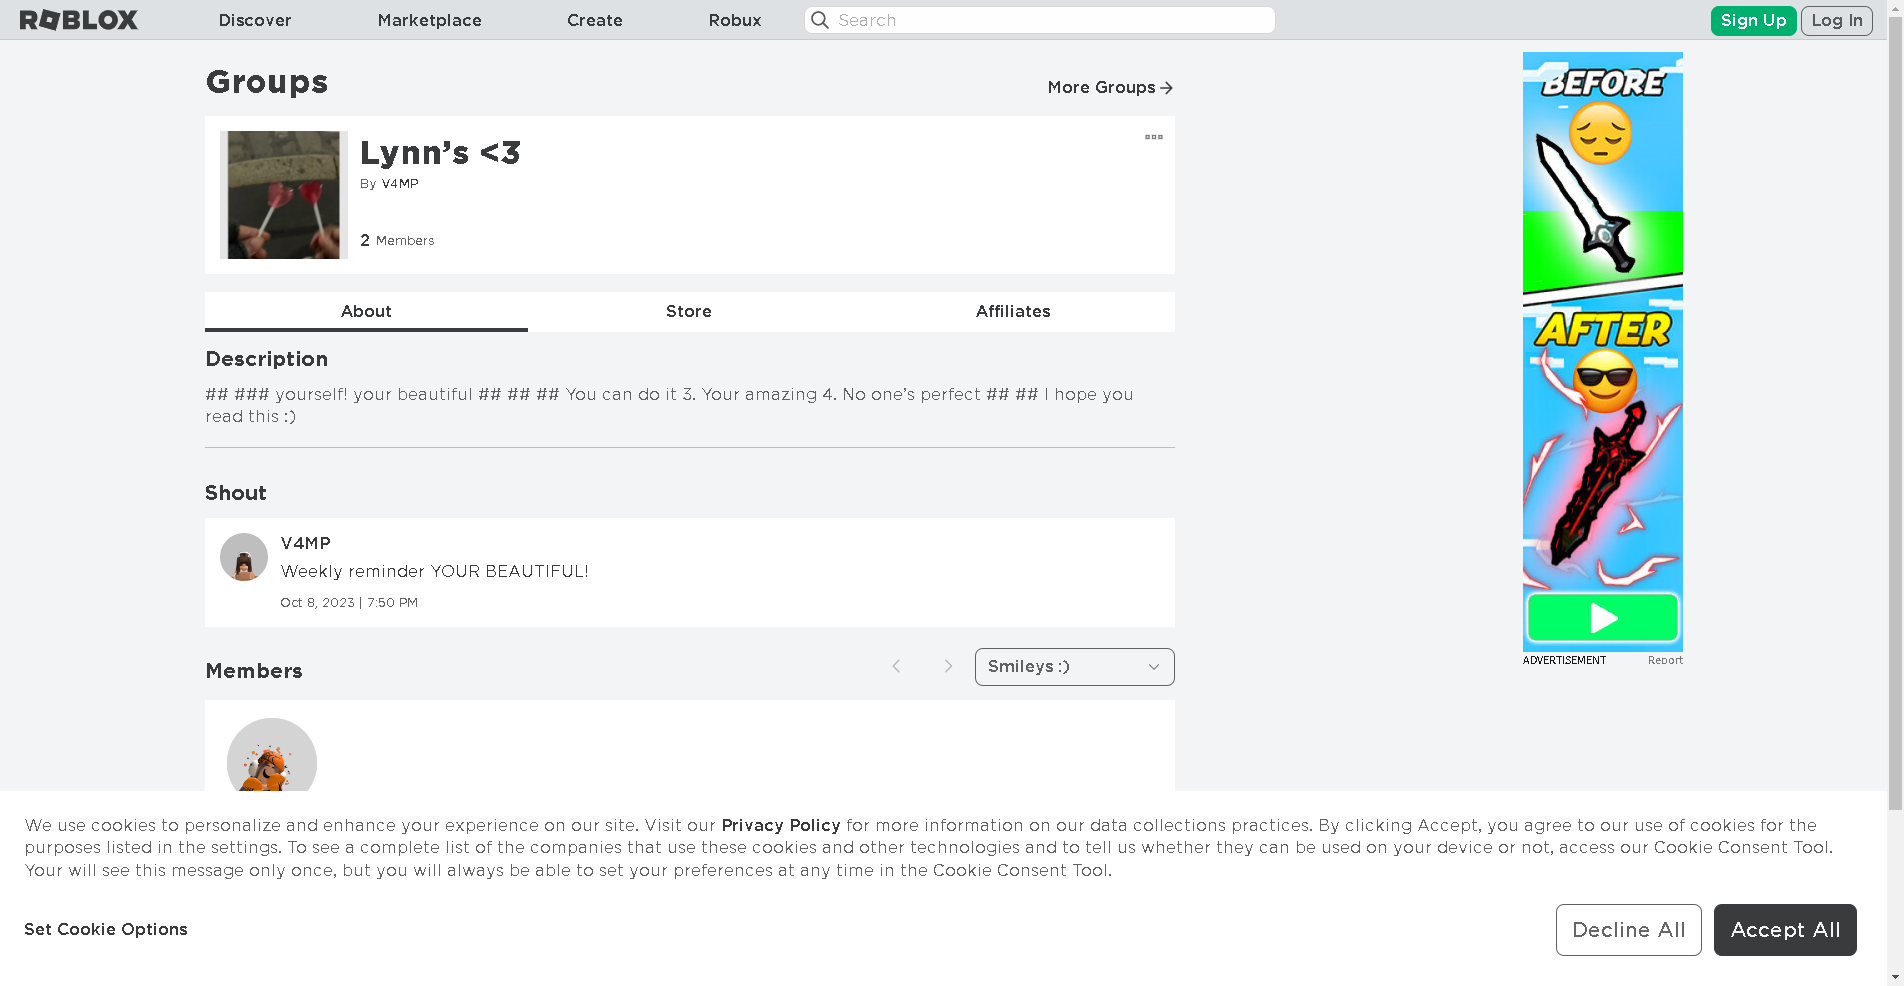 ROBLOX Discover Marketplace Create Robux Search Sign Up Log In
Groups
More Groups
Lynn's <3
By V4MP
2 Members
About Store Affiliates
Description
## ### yourself! your beautiful ## ## ## You can do it 3. Your amazing 4. No one's perfect ## ## I hope you
read this :)
Shout
V4MP
Weekly reminder YOUR BEAUTIFUL!
Oct 8, 2023 | 7:50 PM
Members
Smileys :)
BEFORE
AFTER
ADVERTISEMENT Report
We use cookies to personalize and enhance your experience on our site. Visit our Privacy Policy for more information on our data collections practices. By clicking Accept, you agree to our use of cookies for the
purposes listed in the settings. To see a complete list of the companies that use these cookies and other technologies and to tell us whether they can be used on your device or not, access our Cookie Consent Tool.
Your will see this message only once, but you will always be able to set your preferences at any time in the Cookie Consent Tool.
Set Cookie Options
Decline All
Accept All